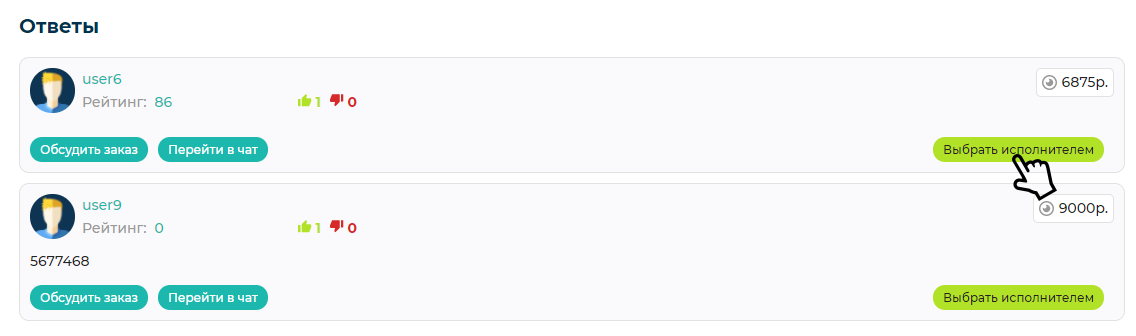 Ответы
user6
6875р.
Рейтинг: 86
1
0
Обсудить заказ
Перейти в чат
Выбрать исполнителем
user9
9000р.
Рейтинг: 0
1
0
5677468
Обсудить заказ
Перейти в чат
Выбрать исполнителем